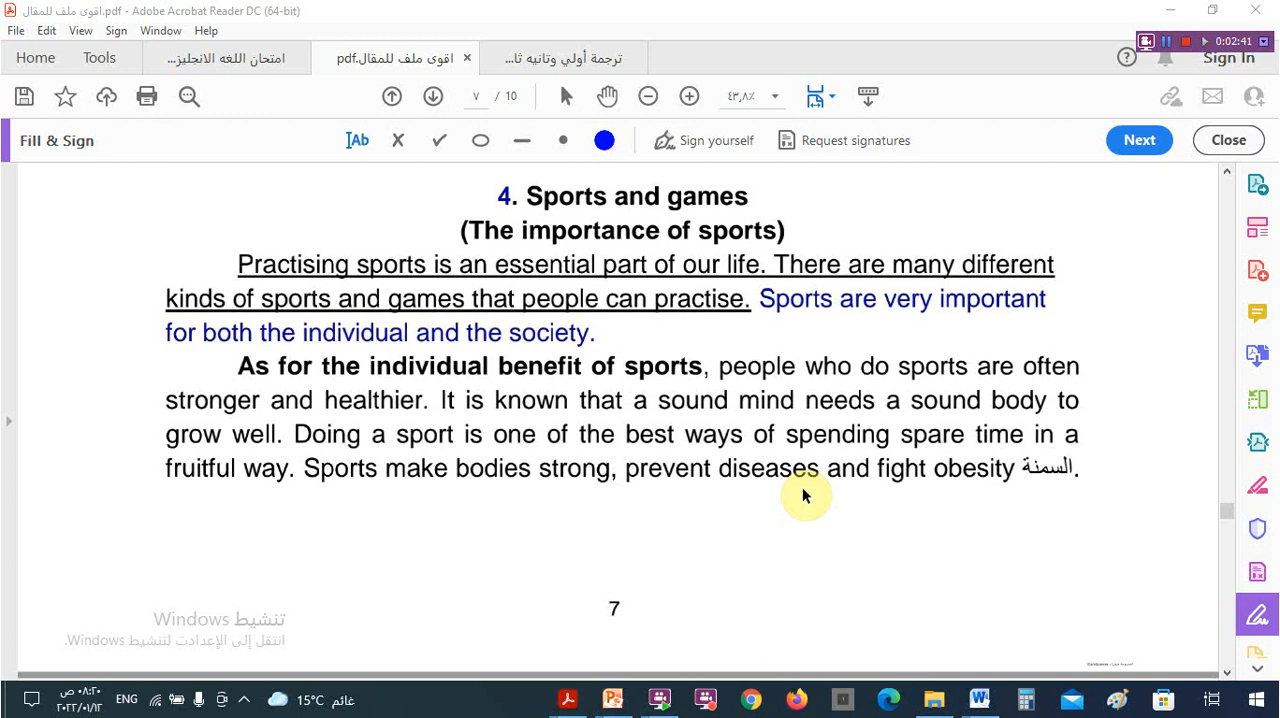 اقوى ملف للمقال.pdf - Adobe Acrobat Reader DC (64-bit)
File Edit View Sign Window Help
0:02:41
Home Tools امتحان اللغه الانجليز... اقوى ملف للمقال.pdf × ترجمة أولي وتانيه ثا... Sign In
٧ / 10 ٤٣,٨٪
Fill & Sign Ab Sign yourself Request signatures Next Close
4. Sports and games
(The importance of sports)
Practising sports is an essential part of our life. There are many different
kinds of sports and games that people can practise. Sports are very important
for both the individual and the society.
As for the individual benefit of sports, people who do sports are often
stronger and healthier. It is known that a sound mind needs a sound body to
grow well. Doing a sport is one of the best ways of spending spare time in a
fruitful way. Sports make bodies strong, prevent diseases and fight obesity السمنة.
7
تنشيط Windows
انتقل إلى الإعدادات لتنشيط Windows.
٠٨:٢٠ ص
٢٠٢٢/٠١/١٢
ENG
15°C غائم